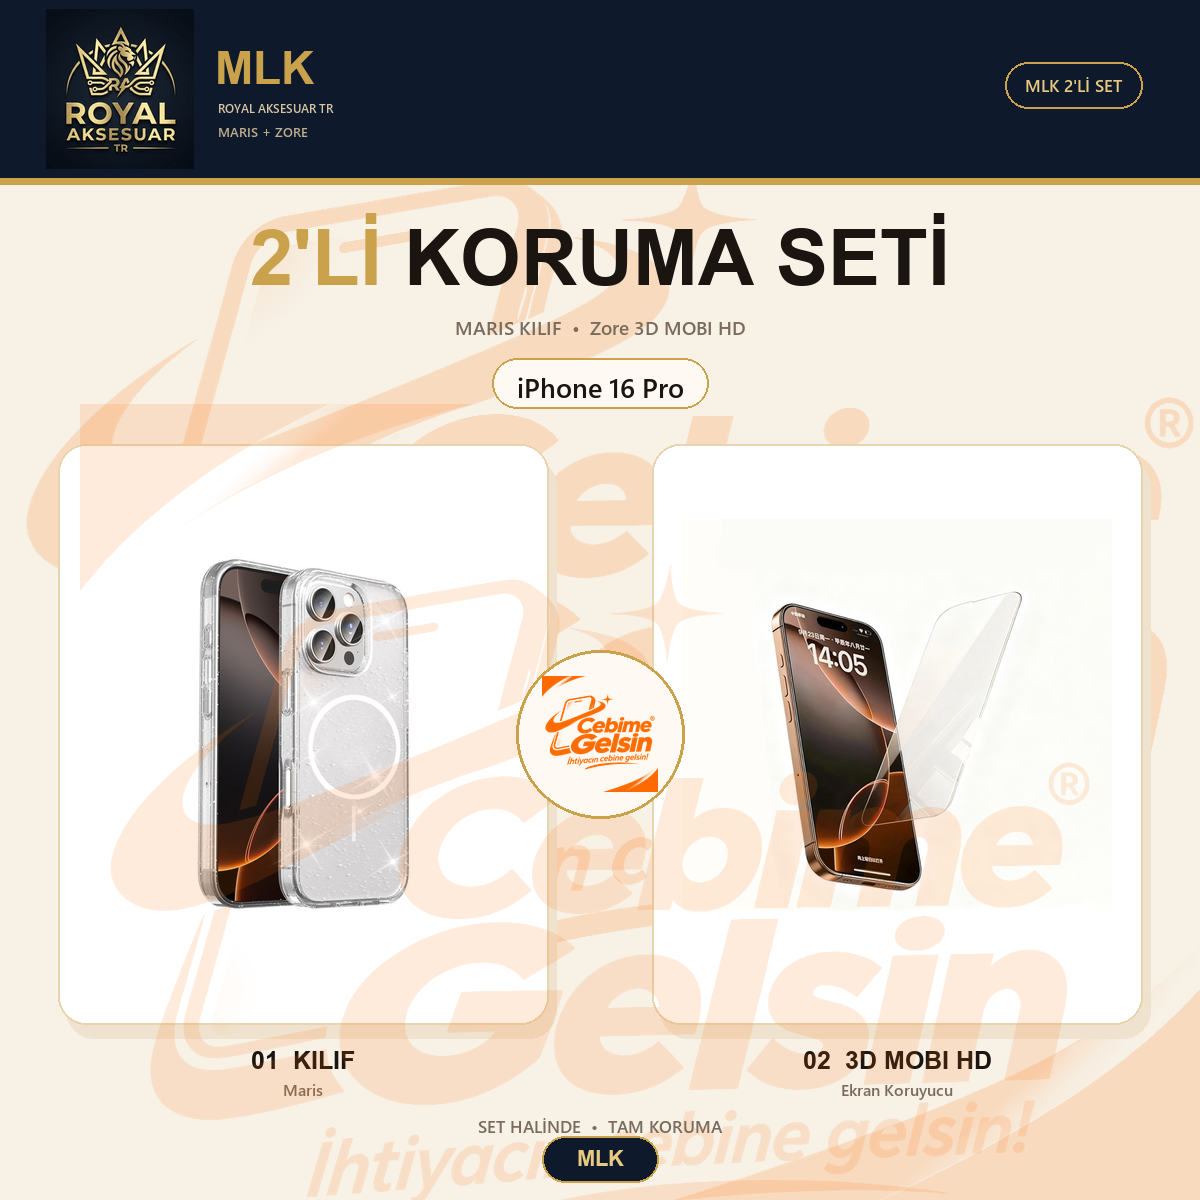 ROYAL
AKSESUAR
TR
MLK
ROYAL AKSESUAR TR
MARIS + ZORE
MLK 2'Lİ SET
2'Lİ KORUMA SETİ
MARIS KILIF • Zore 3D MOBI HD
iPhone 16 Pro
14:05
Cebime
Gelsin
İhtiyacın cebine gelsin!
®
Cebime
Gelsin
®
01 KILIF
Maris
02 3D MOBI HD
Ekran Koruyucu
SET HALİNDE • TAM KORUMA
İhtiyacın cebine gelsin!
MLK